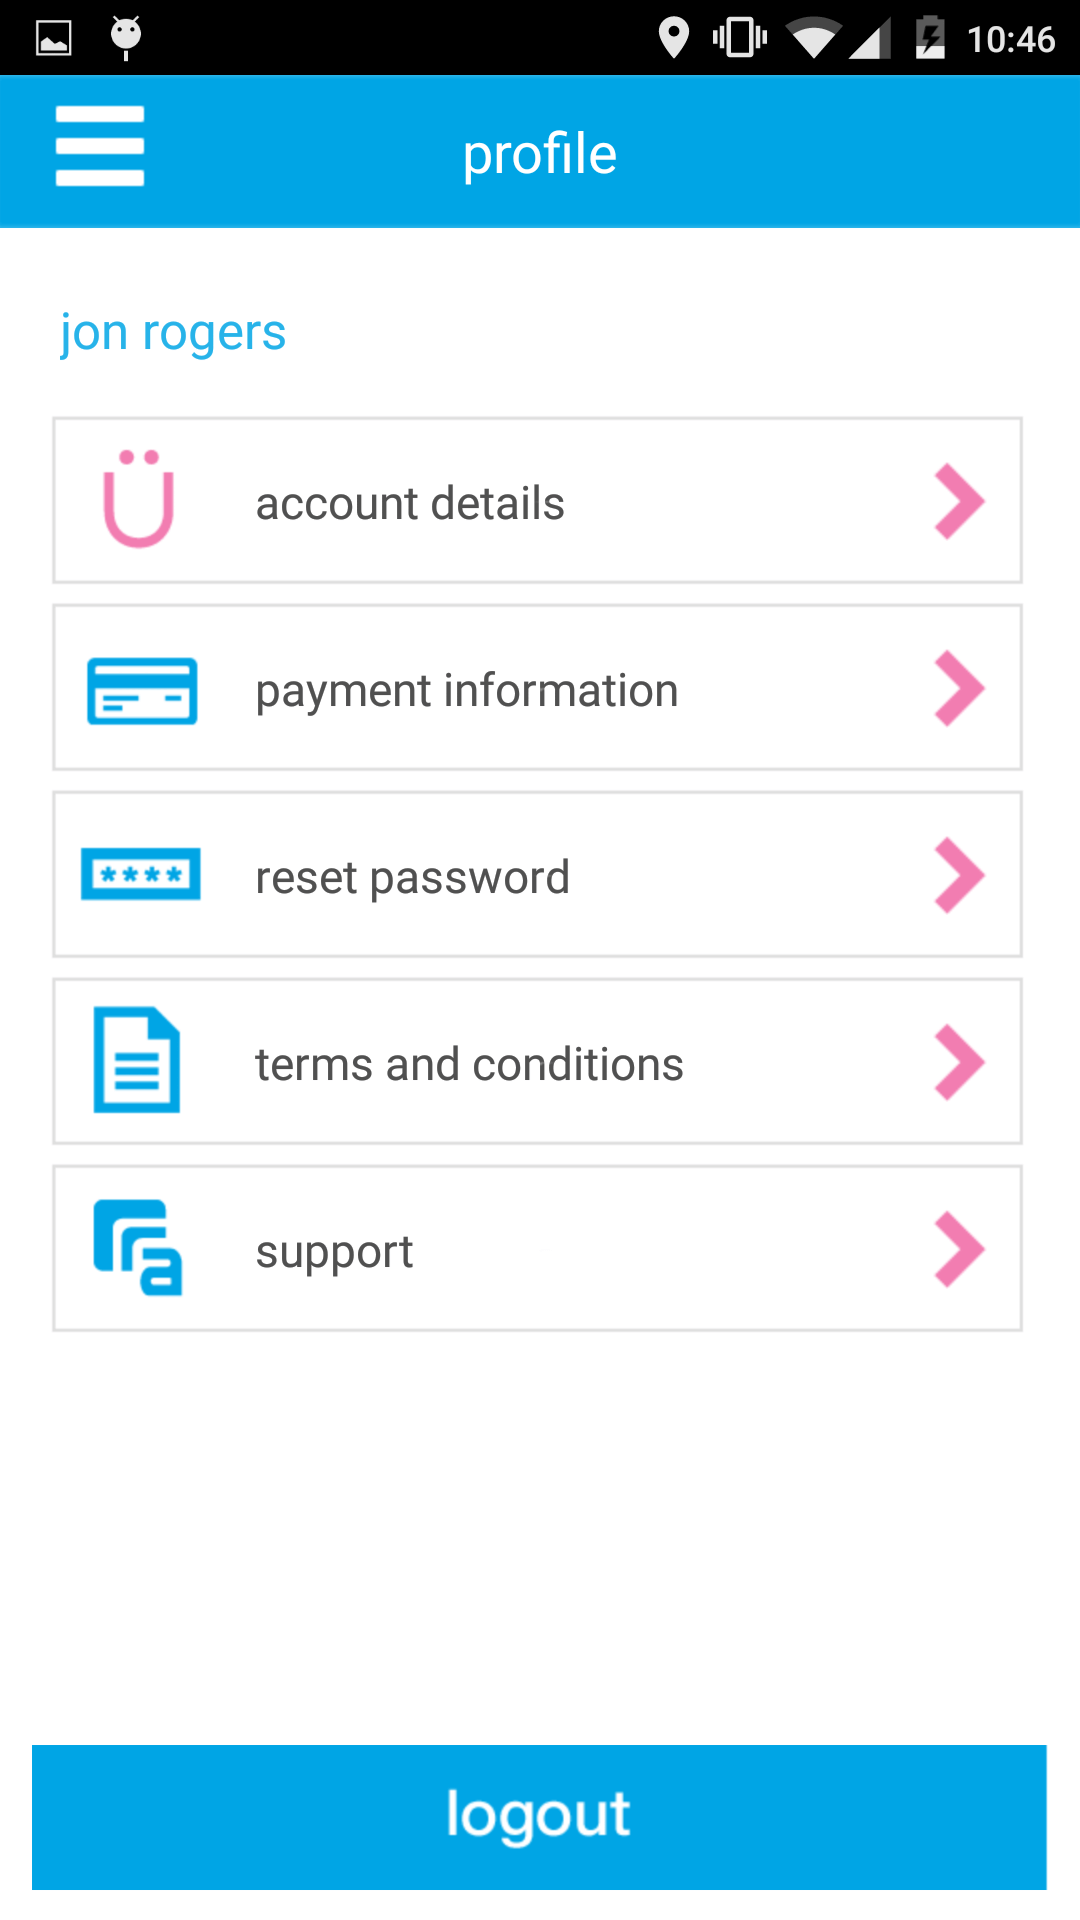 10:46
profile
jon rogers
account details
payment information
reset password
terms and conditions
support
logout